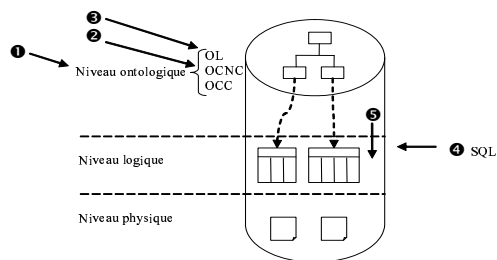 ❸
❷
❶
OL
Niveau ontologique
OCNC
OCC
❺
❹ SQL
Niveau logique
Niveau physique